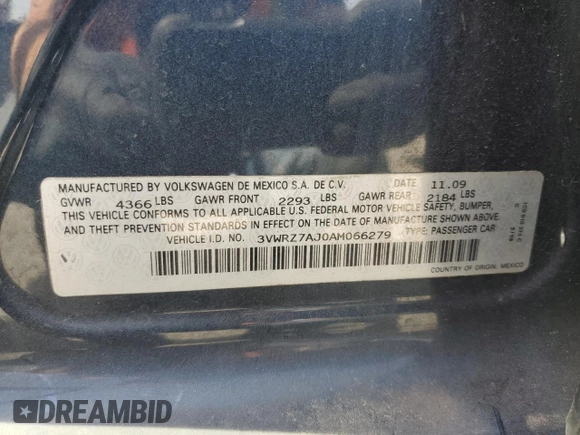 MANUFACTURED BY VOLKSWAGEN DE MEXICO S.A. DE C.V. DATE 11.09
GVWR 4366 LBS GAWR FRONT 2293 LBS GAWR REAR 2184 LBS
THIS VEHICLE CONFORMS TO ALL APPLICABLE U.S. FEDERAL MOTOR VEHICLE SAFETY, BUMPER,
AND THEFT PREVENTION STANDARDS IN EFFECT ON THE DATE OF MANUFACTURE SHOWN ABOVE.
VEHICLE I.D. NO. 3VWRZ7AJ0AM066279 TYPE: PASSENGER CAR
COUNTRY OF ORIGIN: MEXICO
DREAMBID